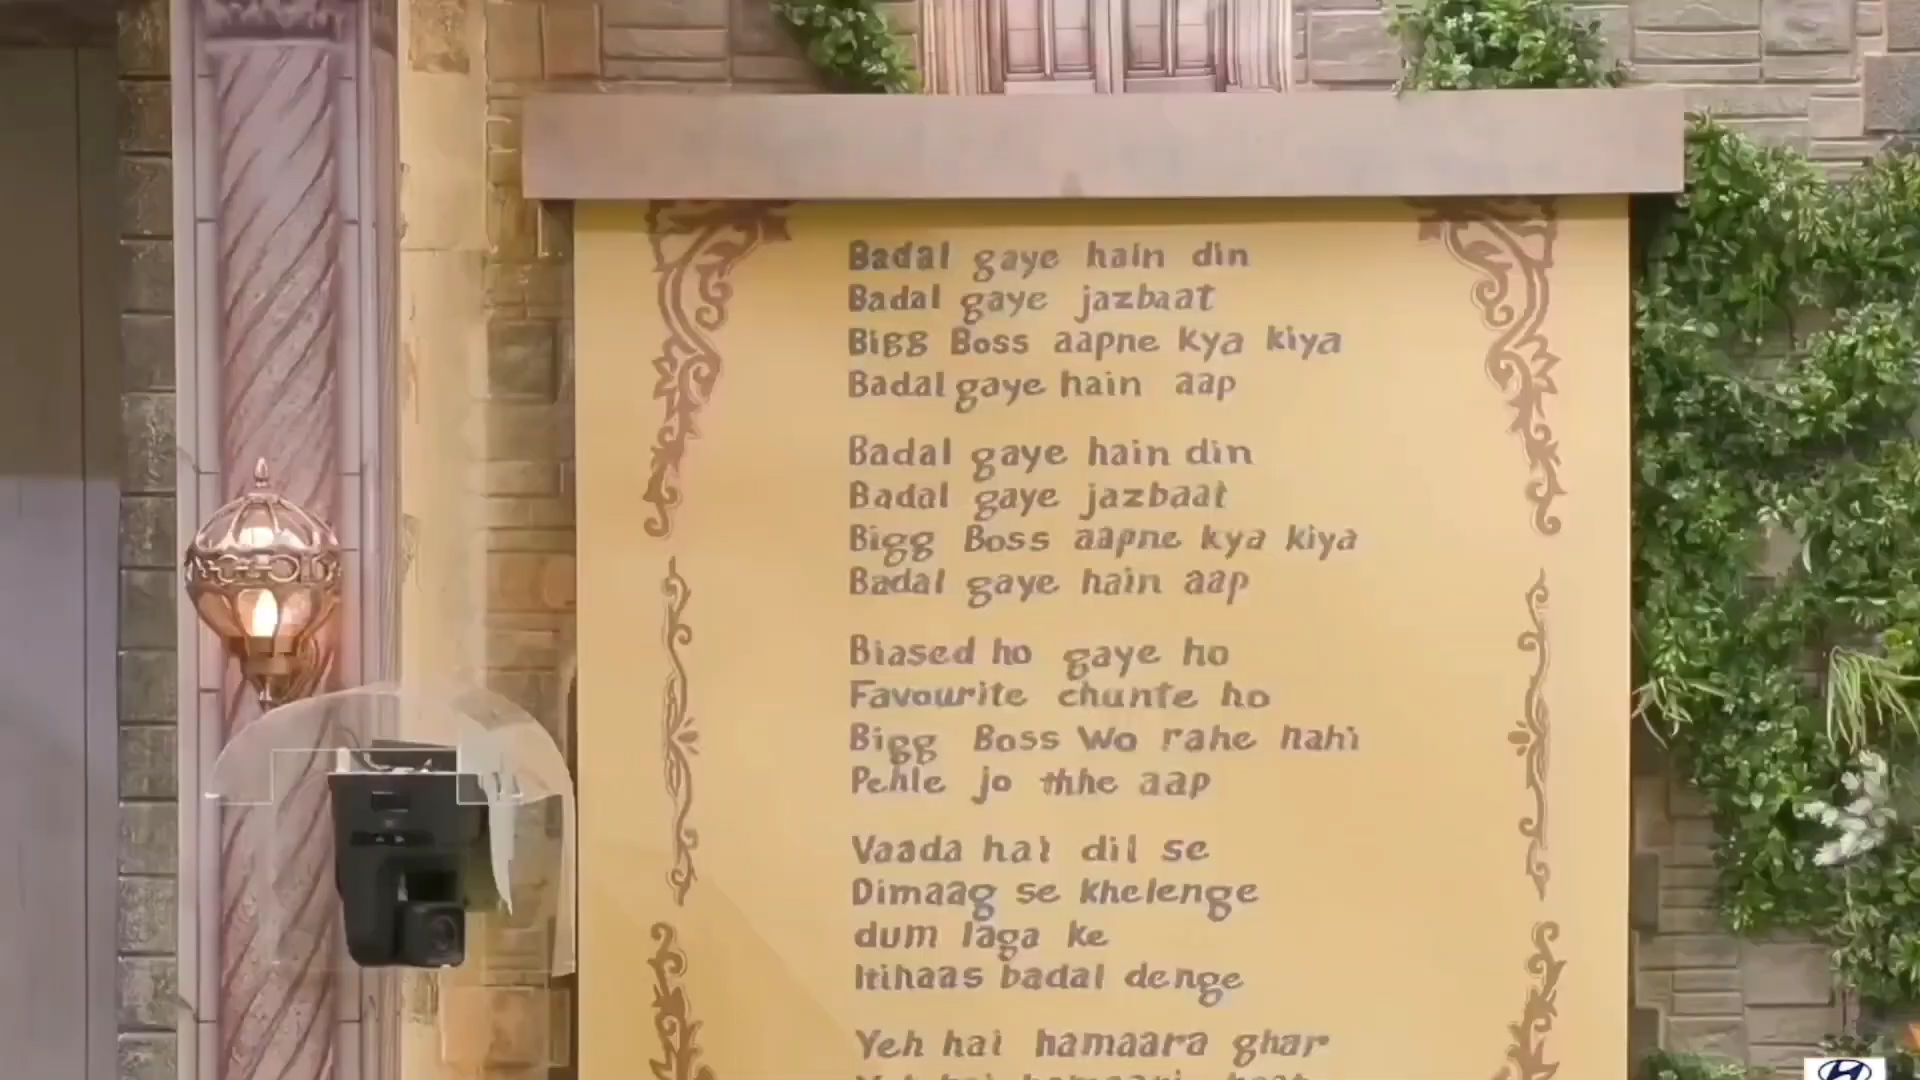 Badal gaye hain din
Badal gaye jazbaat
Bigg Boss aapne kya kiya
Badal gaye hain aap
Badal gaye hain din
Badal gaye jazbaat
Bigg Boss aapne kya kiya
Badal gaye hain aap
Biased ho gaye ho
Favourite chunte ho
Bigg Boss Wo rahe nahi
Pehle jo thhe aap
Vaada hai dil se
Dimaag se khelenge
dum laga ke
Itihaas badal denge
Yeh hai hamaara ghar